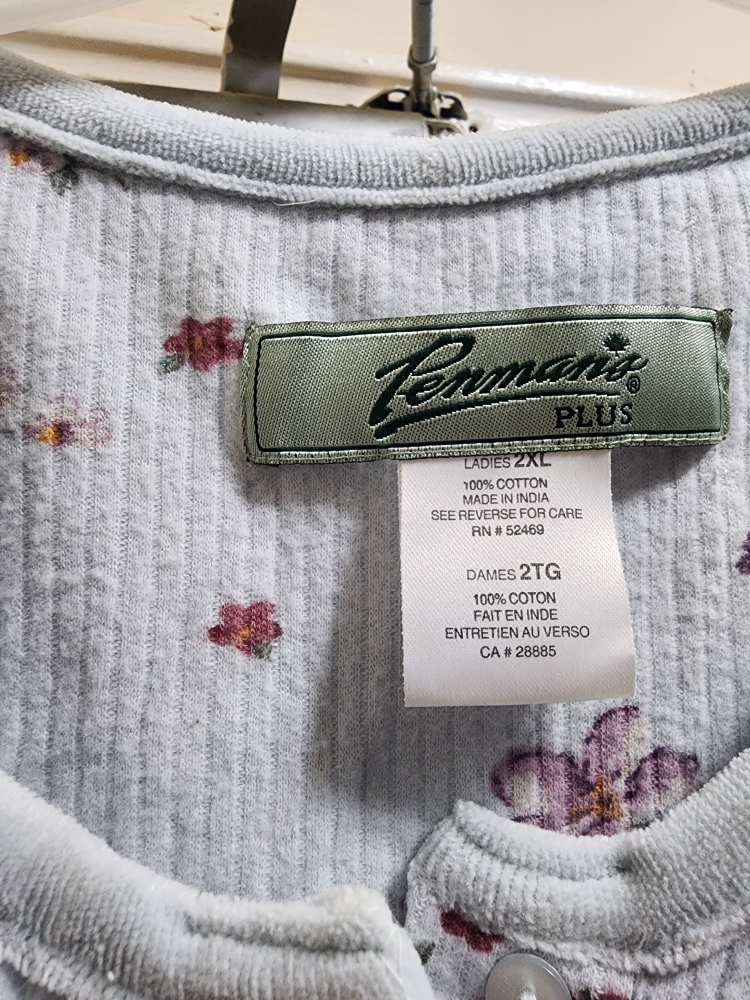 Penmans®
PLUS
LADIES 2XL
100% COTTON
MADE IN INDIA
SEE REVERSE FOR CARE
RN # 52469
DAMES 2TG
100% COTON
FAIT EN INDE
ENTRETIEN AU VERSO
CA # 28885